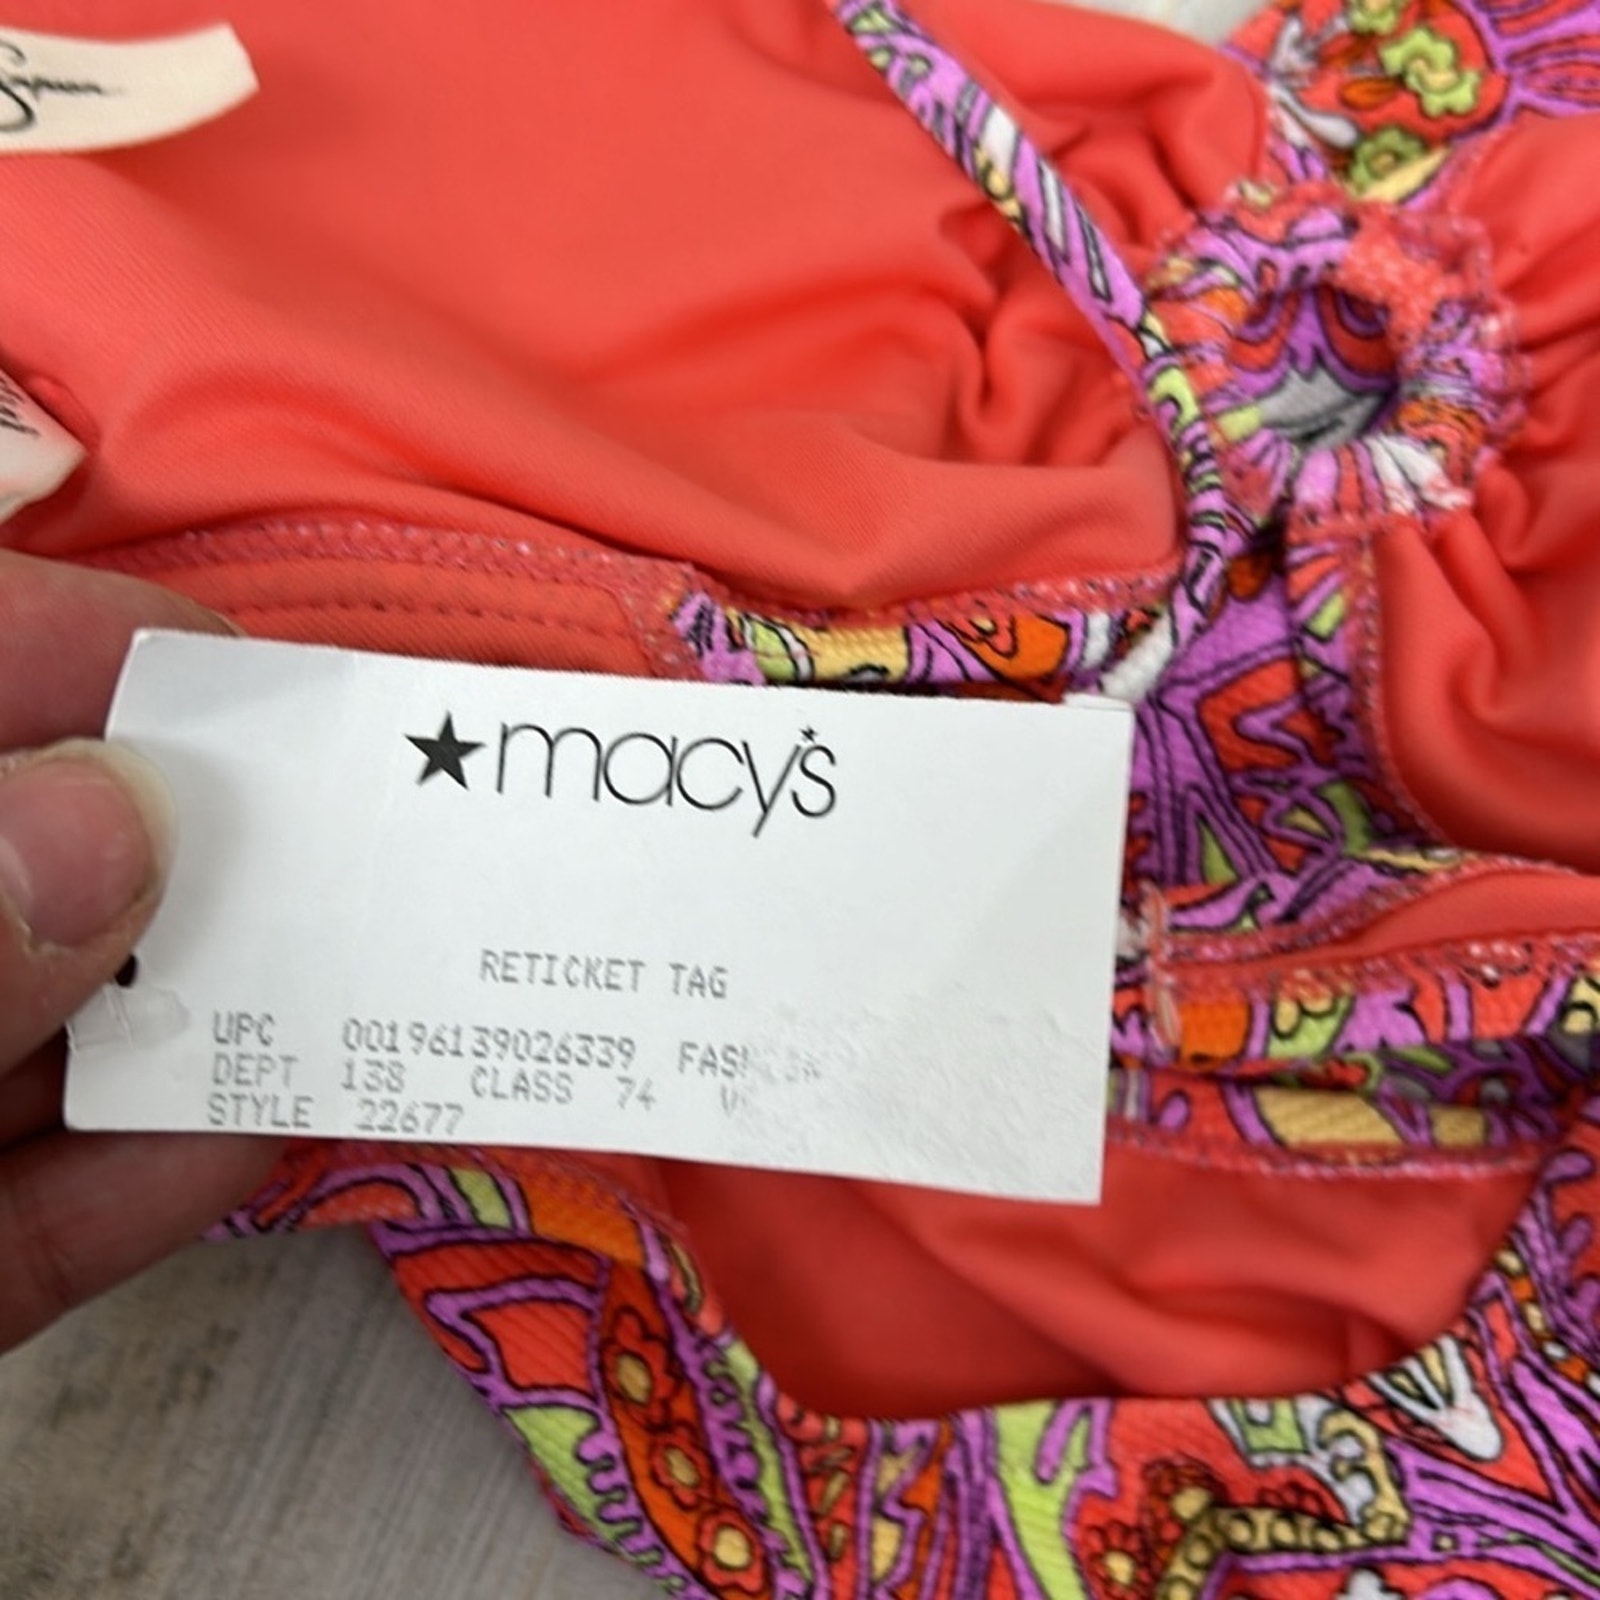 ★macy's
RETICKET TAG
UPC 00196139026339
DEPT 138 CLASS 74
STYLE 22677